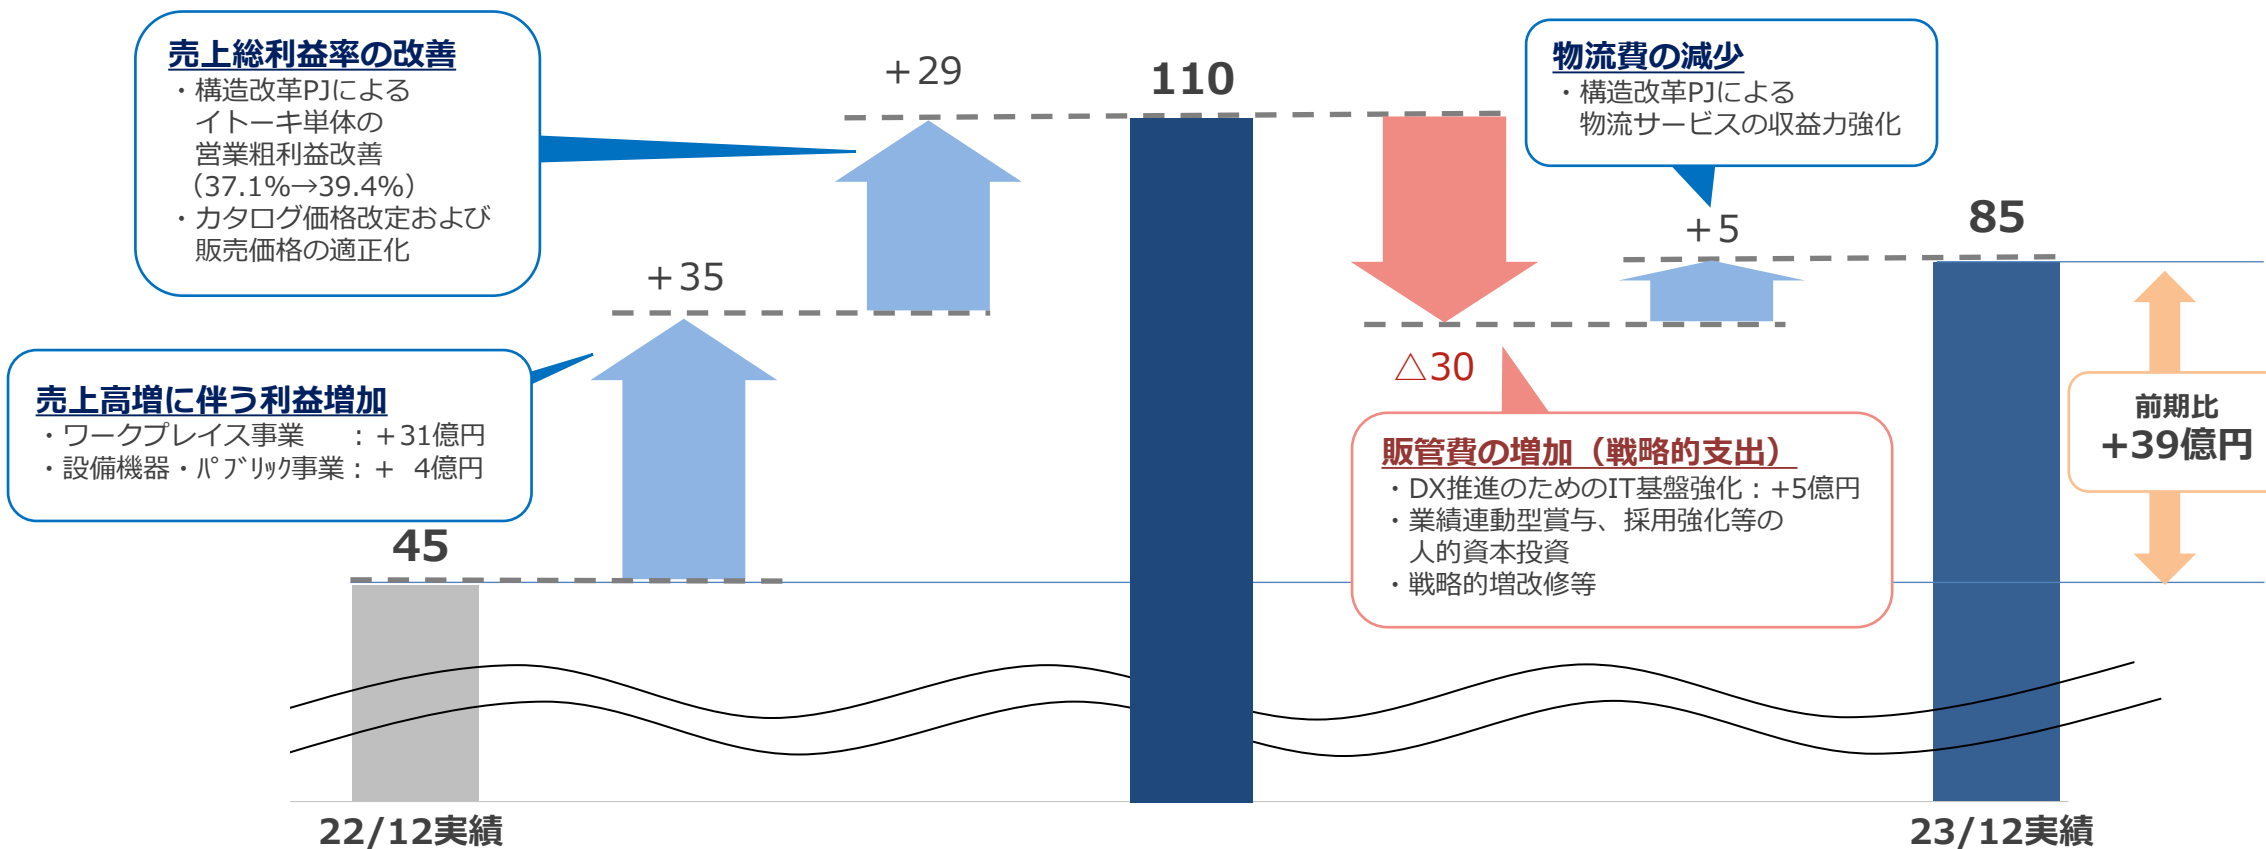 売上総利益率の改善
・構造改革PJによる
イトーキ単体の
営業粗利益改善
（37.1%→39.4%）
・カタログ価格改定および
販売価格の適正化
＋29
110
物流費の減少
・構造改革PJによる
物流サービスの収益力強化
＋5
85
＋35
売上高増に伴う利益増加
・ワークプレイス事業　：＋31億円
・設備機器・ﾊﾟﾌﾞﾘｯｸ事業：＋ 4億円
△30
販管費の増加（戦略的支出）
・DX推進のためのIT基盤強化：+5億円
・業績連動型賞与、採用強化等の
人的資本投資
・戦略的増改修等
前期比
+39億円
45
22/12実績
23/12実績